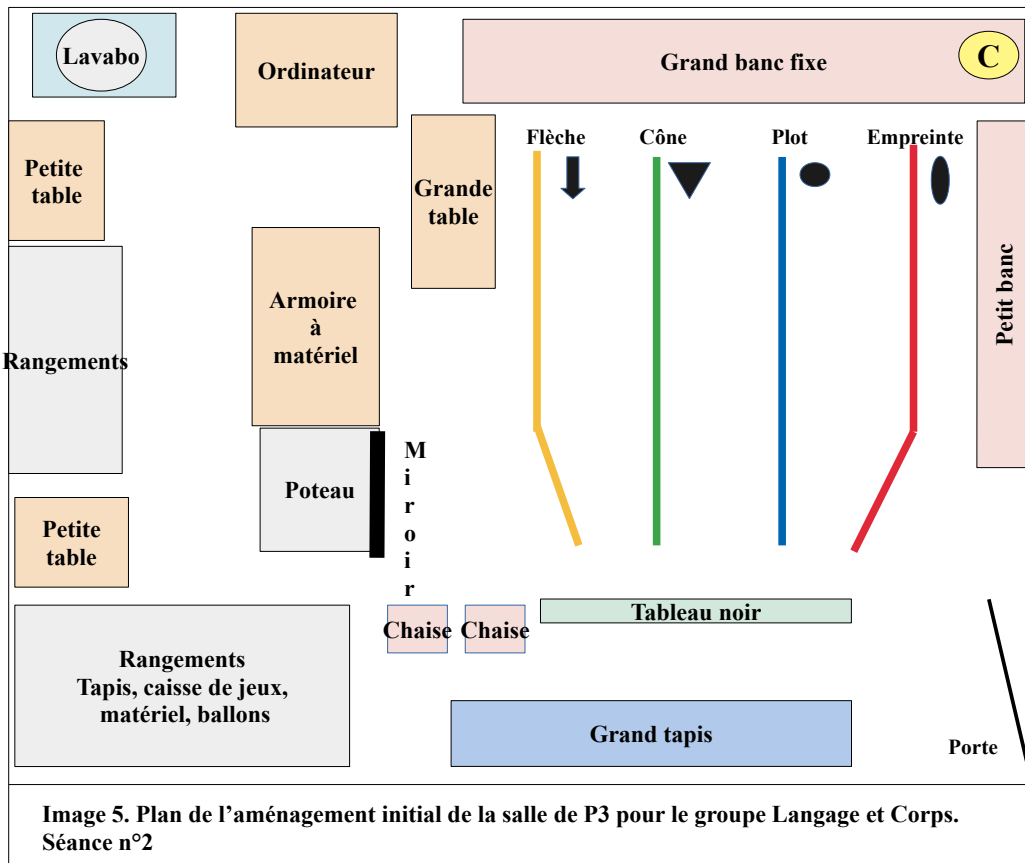 Lavabo
Ordinateur
Grand banc fixe
C
Petite
table
Grande
table
Flèche
Cône
Plot
Empreinte
Petit banc
Rangements
Armoire
à
matériel
Poteau
Miroir
Petite
table
Chaise
Chaise
Tableau noir
Rangements
Tapis, caisse de jeux,
matériel, ballons
Grand tapis
Porte
Image 5. Plan de l’aménagement initial de la salle de P3 pour le groupe Langage et Corps.
Séance n°2